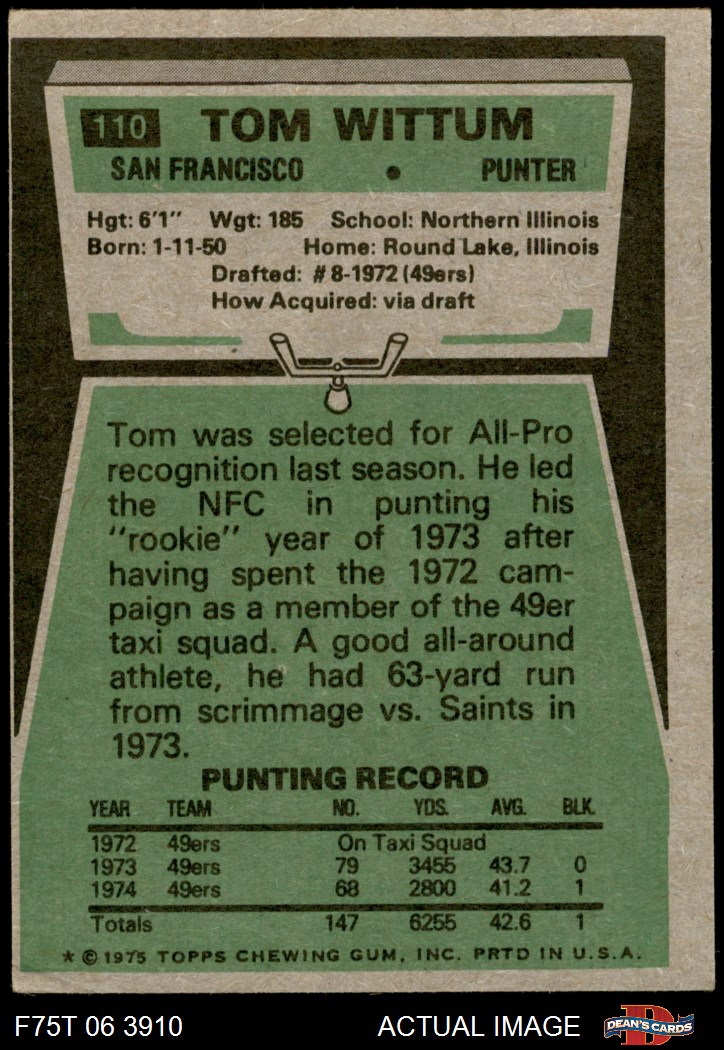 110 TOM WITTUM
SAN FRANCISCO • PUNTER
Hgt: 6'1" Wgt: 185 School: Northern Illinois
Born: 1-11-50 Home: Round Lake, Illinois
Drafted: #8-1972 (49ers)
How Acquired: via draft
Tom was selected for All-Pro
recognition last season. He led
the NFC in punting his
"rookie" year of 1973 after
having spent the 1972 cam-
paign as a member of the 49er
taxi squad. A good all-around
athlete, he had 63-yard run
from scrimmage vs. Saints in
1973.
PUNTING RECORD
YEAR TEAM NO. YDS. AVG. BLK.
1972 49ers On Taxi Squad
1973 49ers 79 3455 43.7 0
1974 49ers 68 2800 41.2 1
Totals 147 6255 42.6 1
* © 1975 TOPPS CHEWING GUM, INC. PRTD IN U.S.A.
F75T 06 3910 ACTUAL IMAGE D DEAN'S CARDS